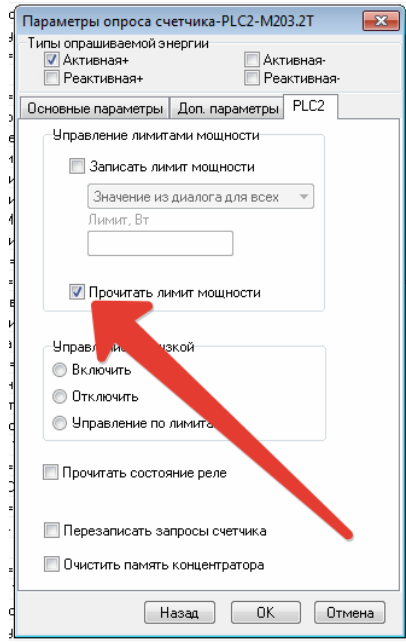 Параметры опроса счетчика-PLC2-M203.2T
Типы опрашиваемой энергии
Активная+ Активная-
Реактивная+ Реактивная-
Основные параметры Доп. параметры PLC2
Управление лимитами мощности
Записать лимит мощности
Значение из диалога для всех
Лимит, Вт
Прочитать лимит мощности
Включить
Отключить
Управление по
Прочитать состояние реле
Перезаписать запросы счетчика
Очистить память концентратора
Назад OK Отмена